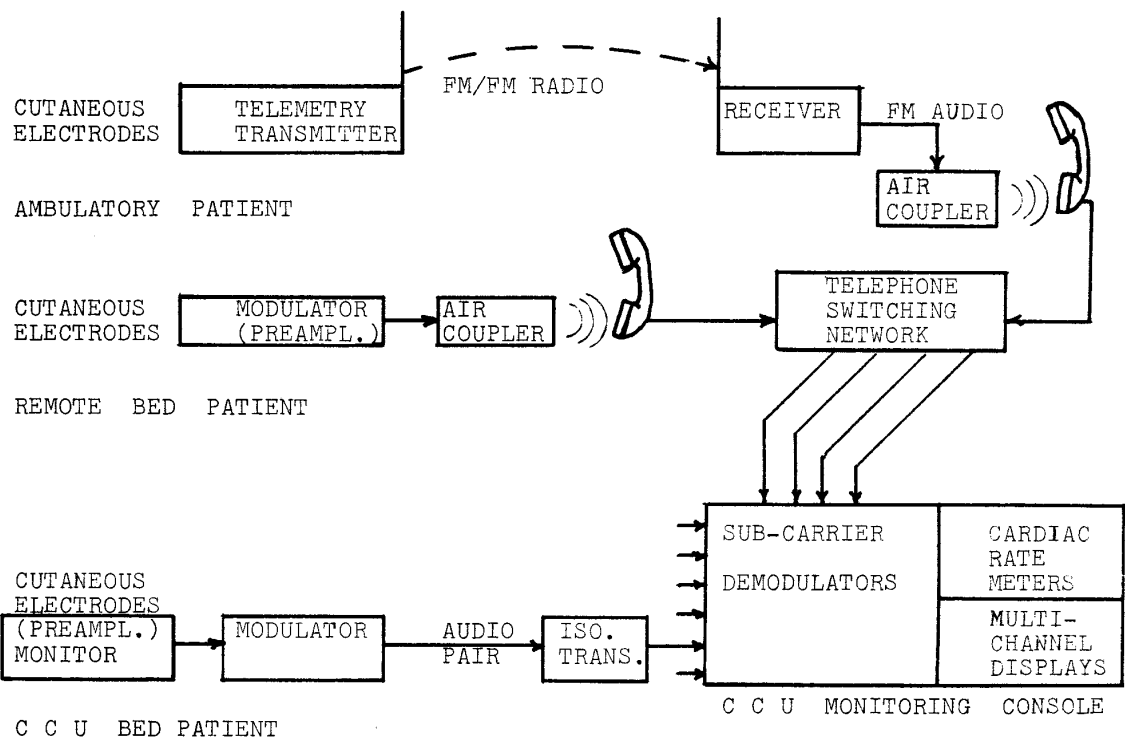 FM/FM RADIO
CUTANEOUS
ELECTRODES
TELEMETRY
TRANSMITTER
RECEIVER
FM AUDIO
AIR
COUPLER
AMBULATORY PATIENT
CUTANEOUS
ELECTRODES
MODULATOR
(PREAMPL.)
AIR
COUPLER
TELEPHONE
SWITCHING
NETWORK
REMOTE BED PATIENT
CUTANEOUS
ELECTRODES
(PREAMPL.)
MONITOR
MODULATOR
AUDIO
PAIR
ISO.
TRANS.
SUB-CARRIER
DEMODULATORS
CARDIAC
RATE
METERS
MULTI-
CHANNEL
DISPLAYS
C C U MONITORING CONSOLE
C C U BED PATIENT